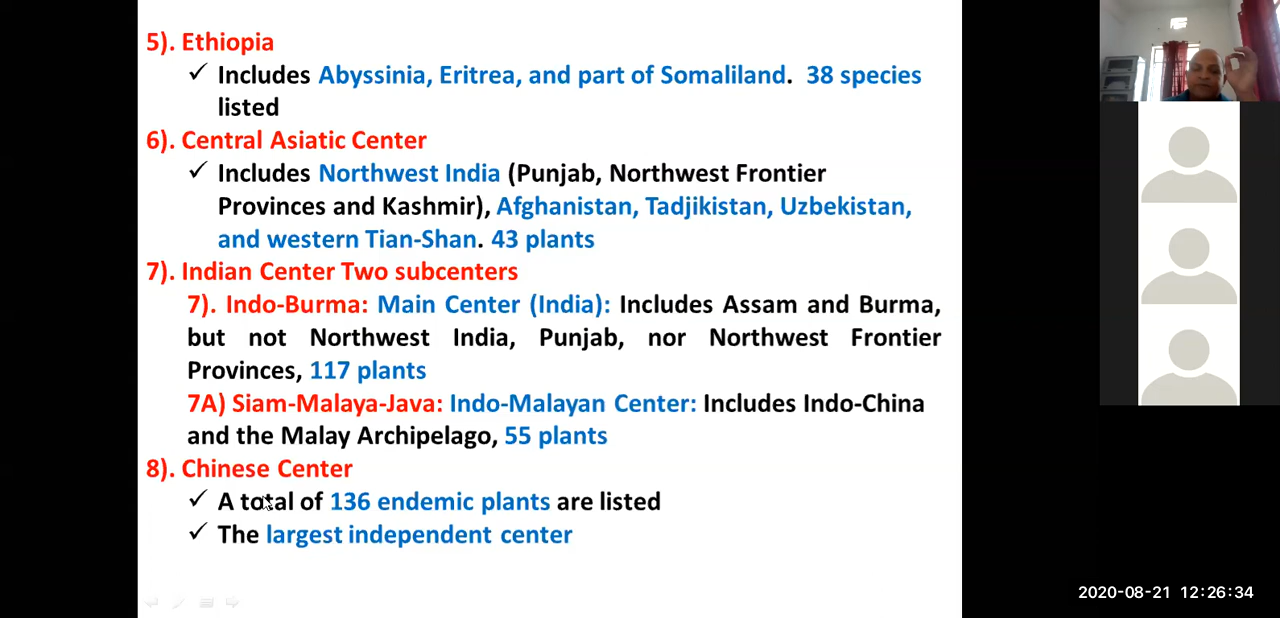 5). Ethiopia
✓ Includes Abyssinia, Eritrea, and part of Somaliland. 38 species
listed
6). Central Asiatic Center
✓ Includes Northwest India (Punjab, Northwest Frontier
Provinces and Kashmir), Afghanistan, Tadjikistan, Uzbekistan,
and western Tian-Shan. 43 plants
7). Indian Center Two subcenters
7). Indo-Burma: Main Center (India): Includes Assam and Burma,
but not Northwest India, Punjab, nor Northwest Frontier
Provinces, 117 plants
7A) Siam-Malaya-Java: Indo-Malayan Center: Includes Indo-China
and the Malay Archipelago, 55 plants
8). Chinese Center
✓ A total of 136 endemic plants are listed
✓ The largest independent center
2020-08-21 12:26:34